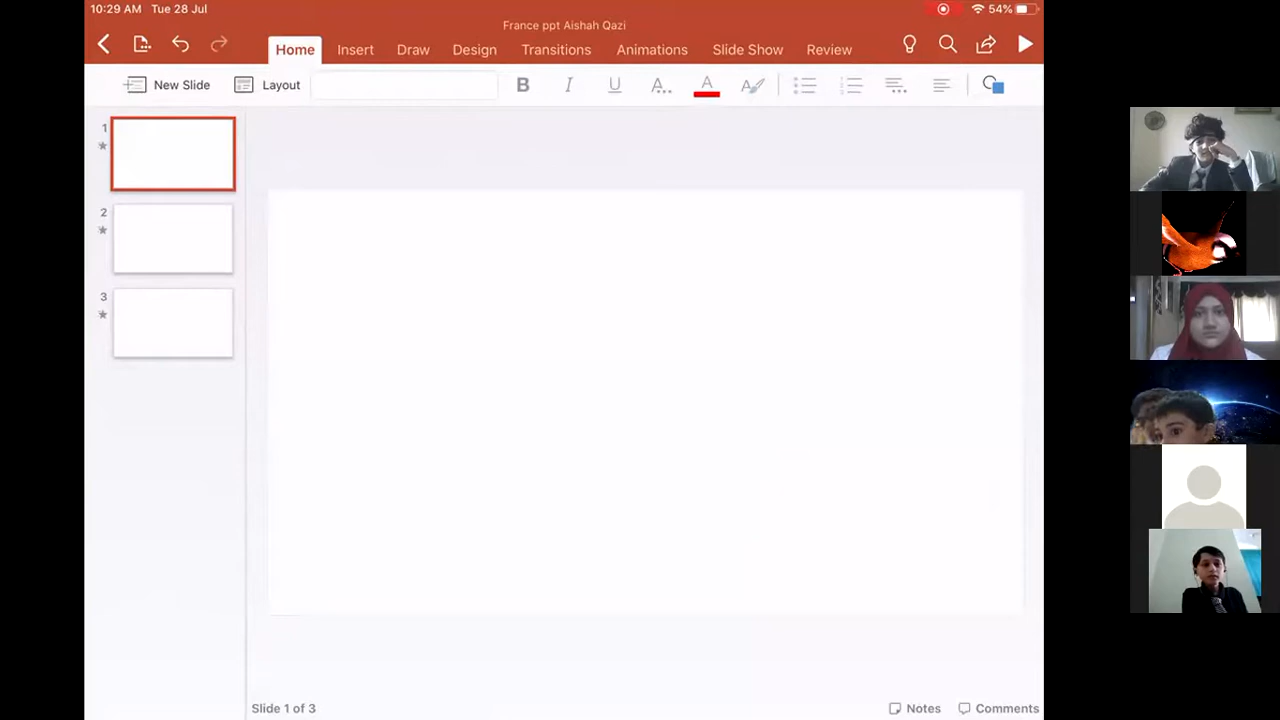 10:29 AM Tue 28 Jul
54%
France ppt Aishah Qazi
Home Insert Draw Design Transitions Animations Slide Show Review
New Slide Layout B I U A... A
1
2
3
Slide 1 of 3
Notes Comments